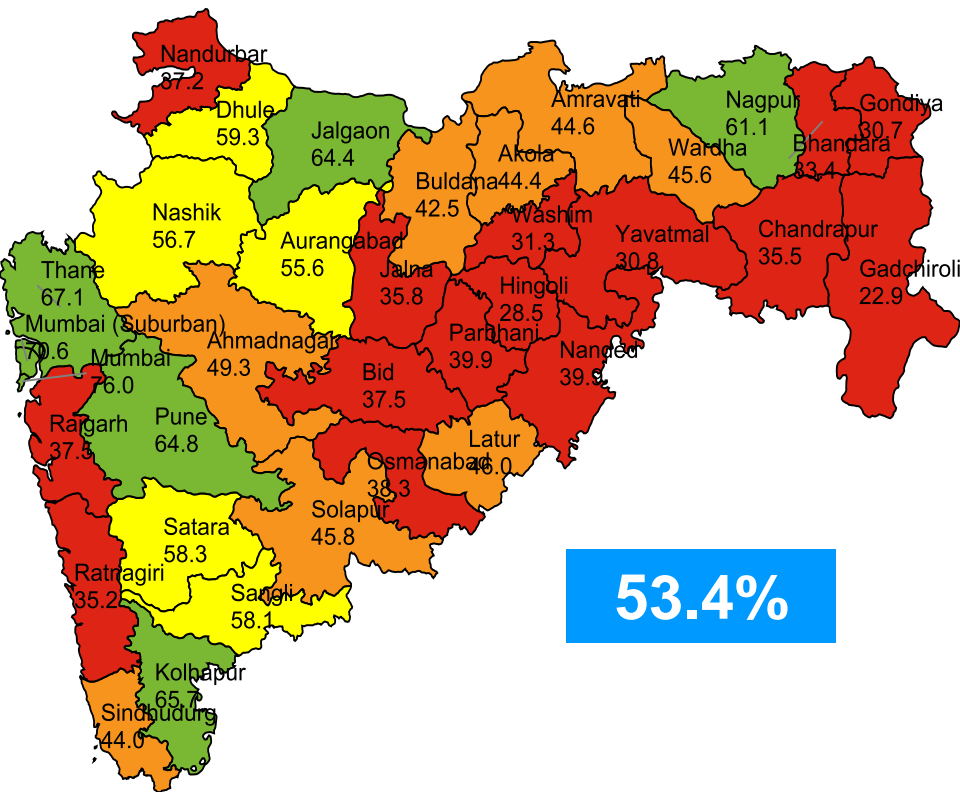 Nandurbar
37.2
Dhule
59.3
Jalgaon
64.4
Amravati
44.6
Nagpur
61.1
Gondiya
30.7
Bhandara
33.4
Akola
44.4
Wardha
45.6
Buldana
42.5
Nashik
56.7
Washim
31.3
Aurangabad
55.6
Yavatmal
30.8
Chandrapur
35.5
Thane
67.1
Jalna
35.8
Hingoli
28.5
Gadchiroli
22.9
Mumbai (Suburban)
70.6
Ahmadnagar
49.3
Parbhani
39.9
Nanded
39.9
Mumbai
76.0
Bid
37.5
Raigarh
37.5
Pune
64.8
Latur
46.0
Osmanabad
38.3
Solapur
45.8
Satara
58.3
Ratnagiri
35.2
Sangli
58.1
53.4%
Kolhapur
65.7
Sindhudurg
44.0